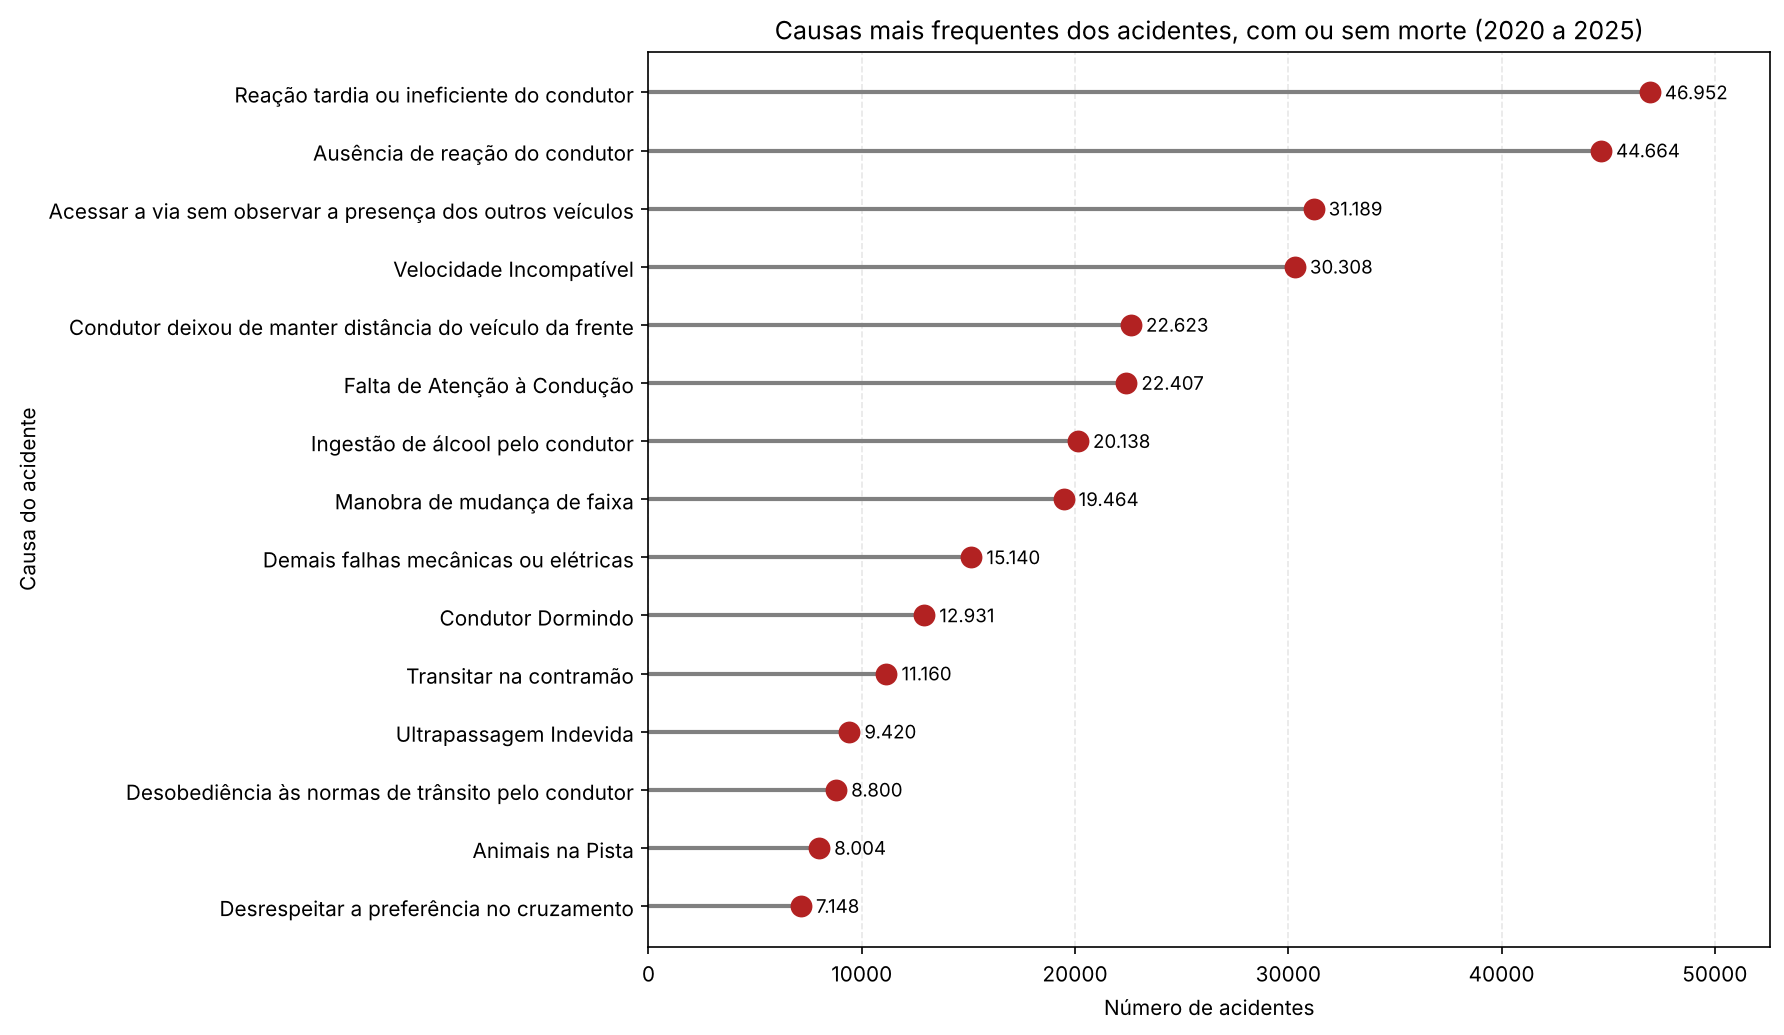 Causas mais frequentes dos acidentes, com ou sem morte (2020 a 2025)
Causa do acidente
Reação tardia ou ineficiente do condutor 46.952
Ausência de reação do condutor 44.664
Acessar a via sem observar a presença dos outros veículos 31.189
Velocidade Incompatível 30.308
Condutor deixou de manter distância do veículo da frente 22.623
Falta de Atenção à Condução 22.407
Ingestão de álcool pelo condutor 20.138
Manobra de mudança de faixa 19.464
Demais falhas mecânicas ou elétricas 15.140
Condutor Dormindo 12.931
Transitar na contramão 11.160
Ultrapassagem Indevida 9.420
Desobediência às normas de trânsito pelo condutor 8.800
Animais na Pista 8.004
Desrespeitar a preferência no cruzamento 7.148
0 10000 20000 30000 40000 50000
Número de acidentes